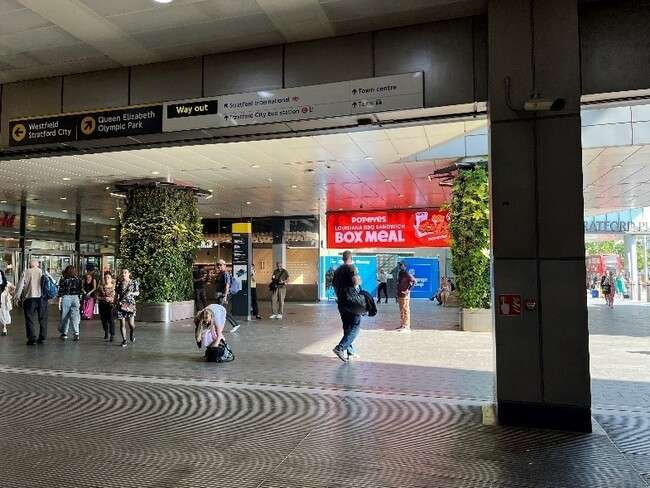 Westfield
Stratford City
Queen Elizabeth
Olympic Park
Way out
Stratford International
Stratford City Bus station
Town centre
Taxis
POPEYES
LOUISIANA BBQ SANDWICH
BOX MEAL